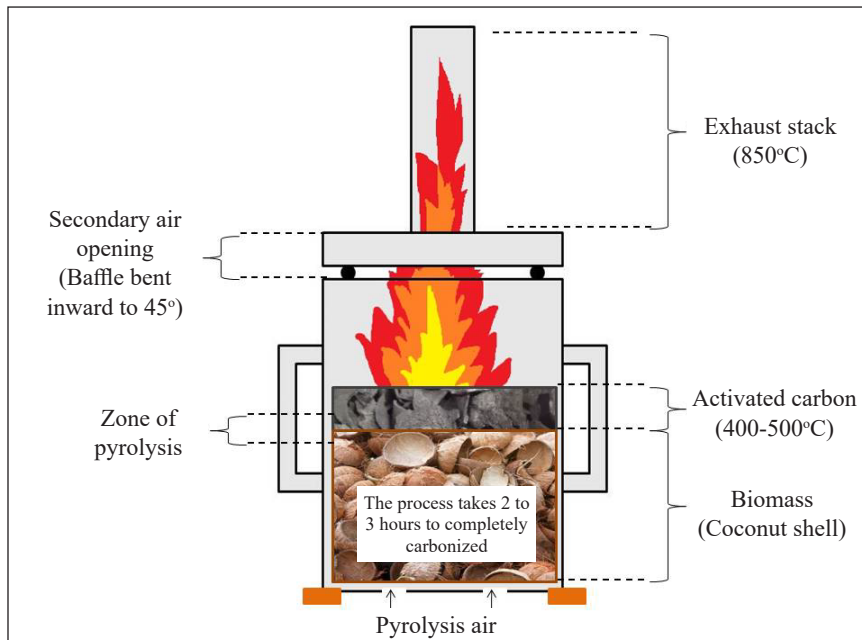 Exhaust stack
(850°C)
Secondary air
opening
(Baffle bent
inward to 45°)
Zone of
pyrolysis
Activated carbon
(400-500°C)
The process takes 2 to
3 hours to completely
carbonized
Biomass
(Coconut shell)
Pyrolysis air